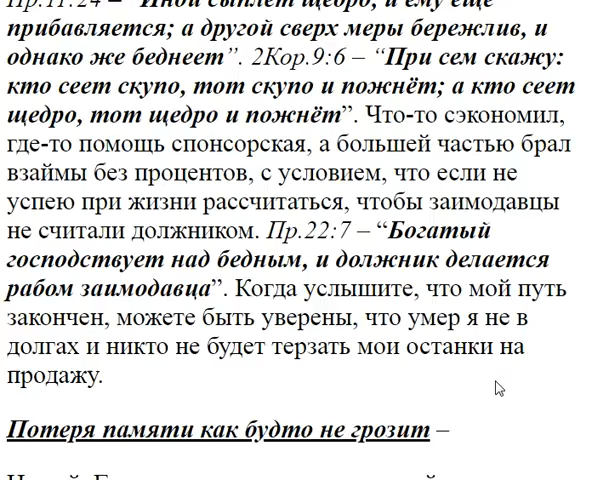 Пр.11:24 – “Иной сыплет щедро, и ему ещё
прибавляется; а другой сверх меры бережлив, и
однако же беднеет”. 2Кор.9:6 – “При сем скажу:
кто сеет скупо, тот скупо и пожнёт; а кто сеет
щедро, тот щедро и пожнёт”. Что-то сэкономил,
где-то помощь спонсорская, а большей частью брал
взаймы без процентов, с условием, что если не
успею при жизни рассчитаться, чтобы заимодавцы
не считали должником. Пр.22:7 – “Богатый
господствует над бедным, и должник делается
рабом заимодавца”. Когда услышите, что мой путь
закончен, можете быть уверены, что умер я не в
долгах и никто не будет терзать мои останки на
продажу.
Потеря памяти как будто не грозит –